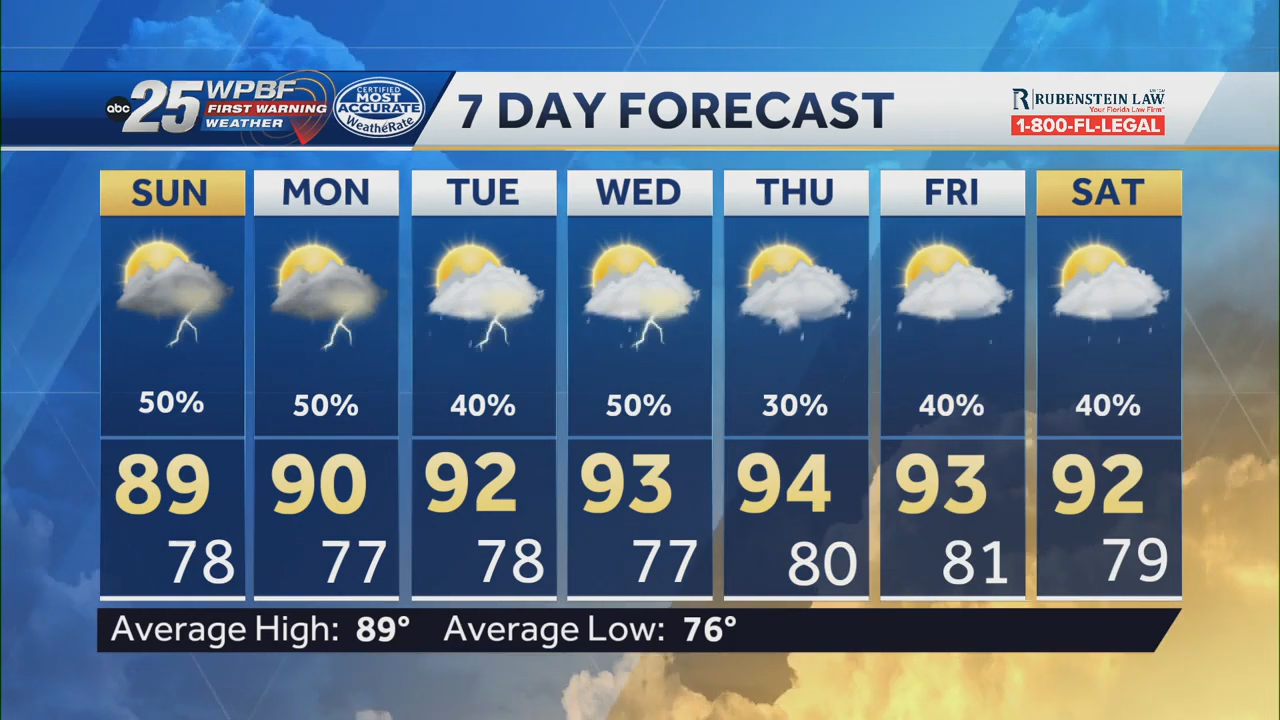 abc 25 WPBF
FIRST WARNING
WEATHER
CERTIFIED
MOST
ACCURATE
WeatheRate
7 DAY FORECAST
RUBENSTEIN LAW
Your Florida Law Firm
1-800-FL-LEGAL
SUN MON TUE WED THU FRI SAT
50% 50% 40% 50% 30% 40% 40%
89 90 92 93 94 93 92
78 77 78 77 80 81 79
Average High: 89° Average Low: 76°